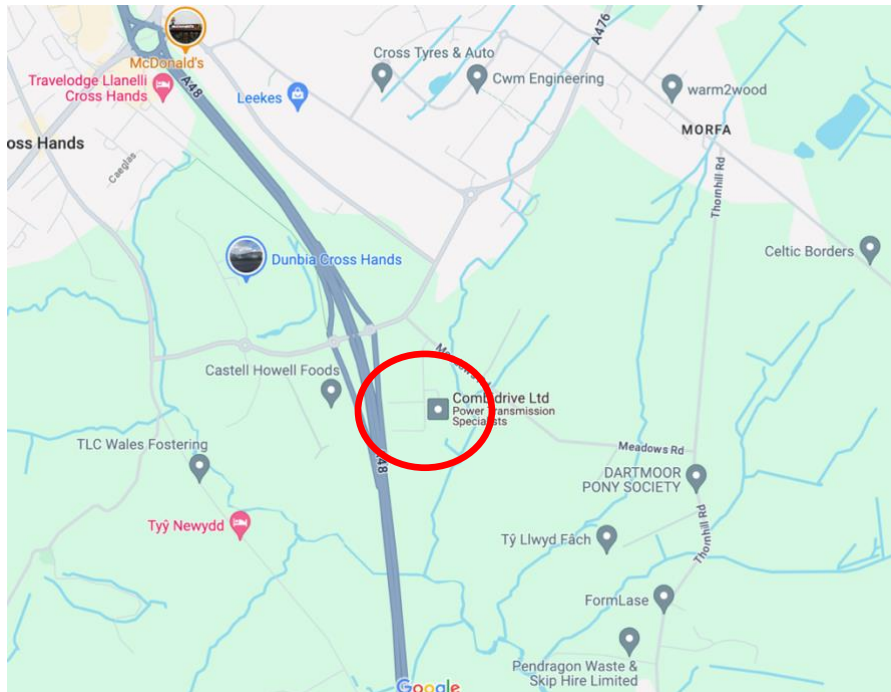 McDonald's
Travelodge Llanelli
Cross Hands
A48
Leekes
Cross Tyres & Auto
A476
Cwm Engineering
warm2wood
MORFA
oss Hands
Caeglas
Thornhill Rd
Dunbia Cross Hands
Celtic Borders
Castell Howell Foods
Combidrive Ltd
Power Transmission
Specialists
TLC Wales Fostering
A48
Meadows Rd
DARTMOOR
PONY SOCIETY
Tŷ Newydd
Tŷ Llwyd Fâch
Thornhill Rd
FormLase
Pendragon Waste &
Skip Hire Limited
Google